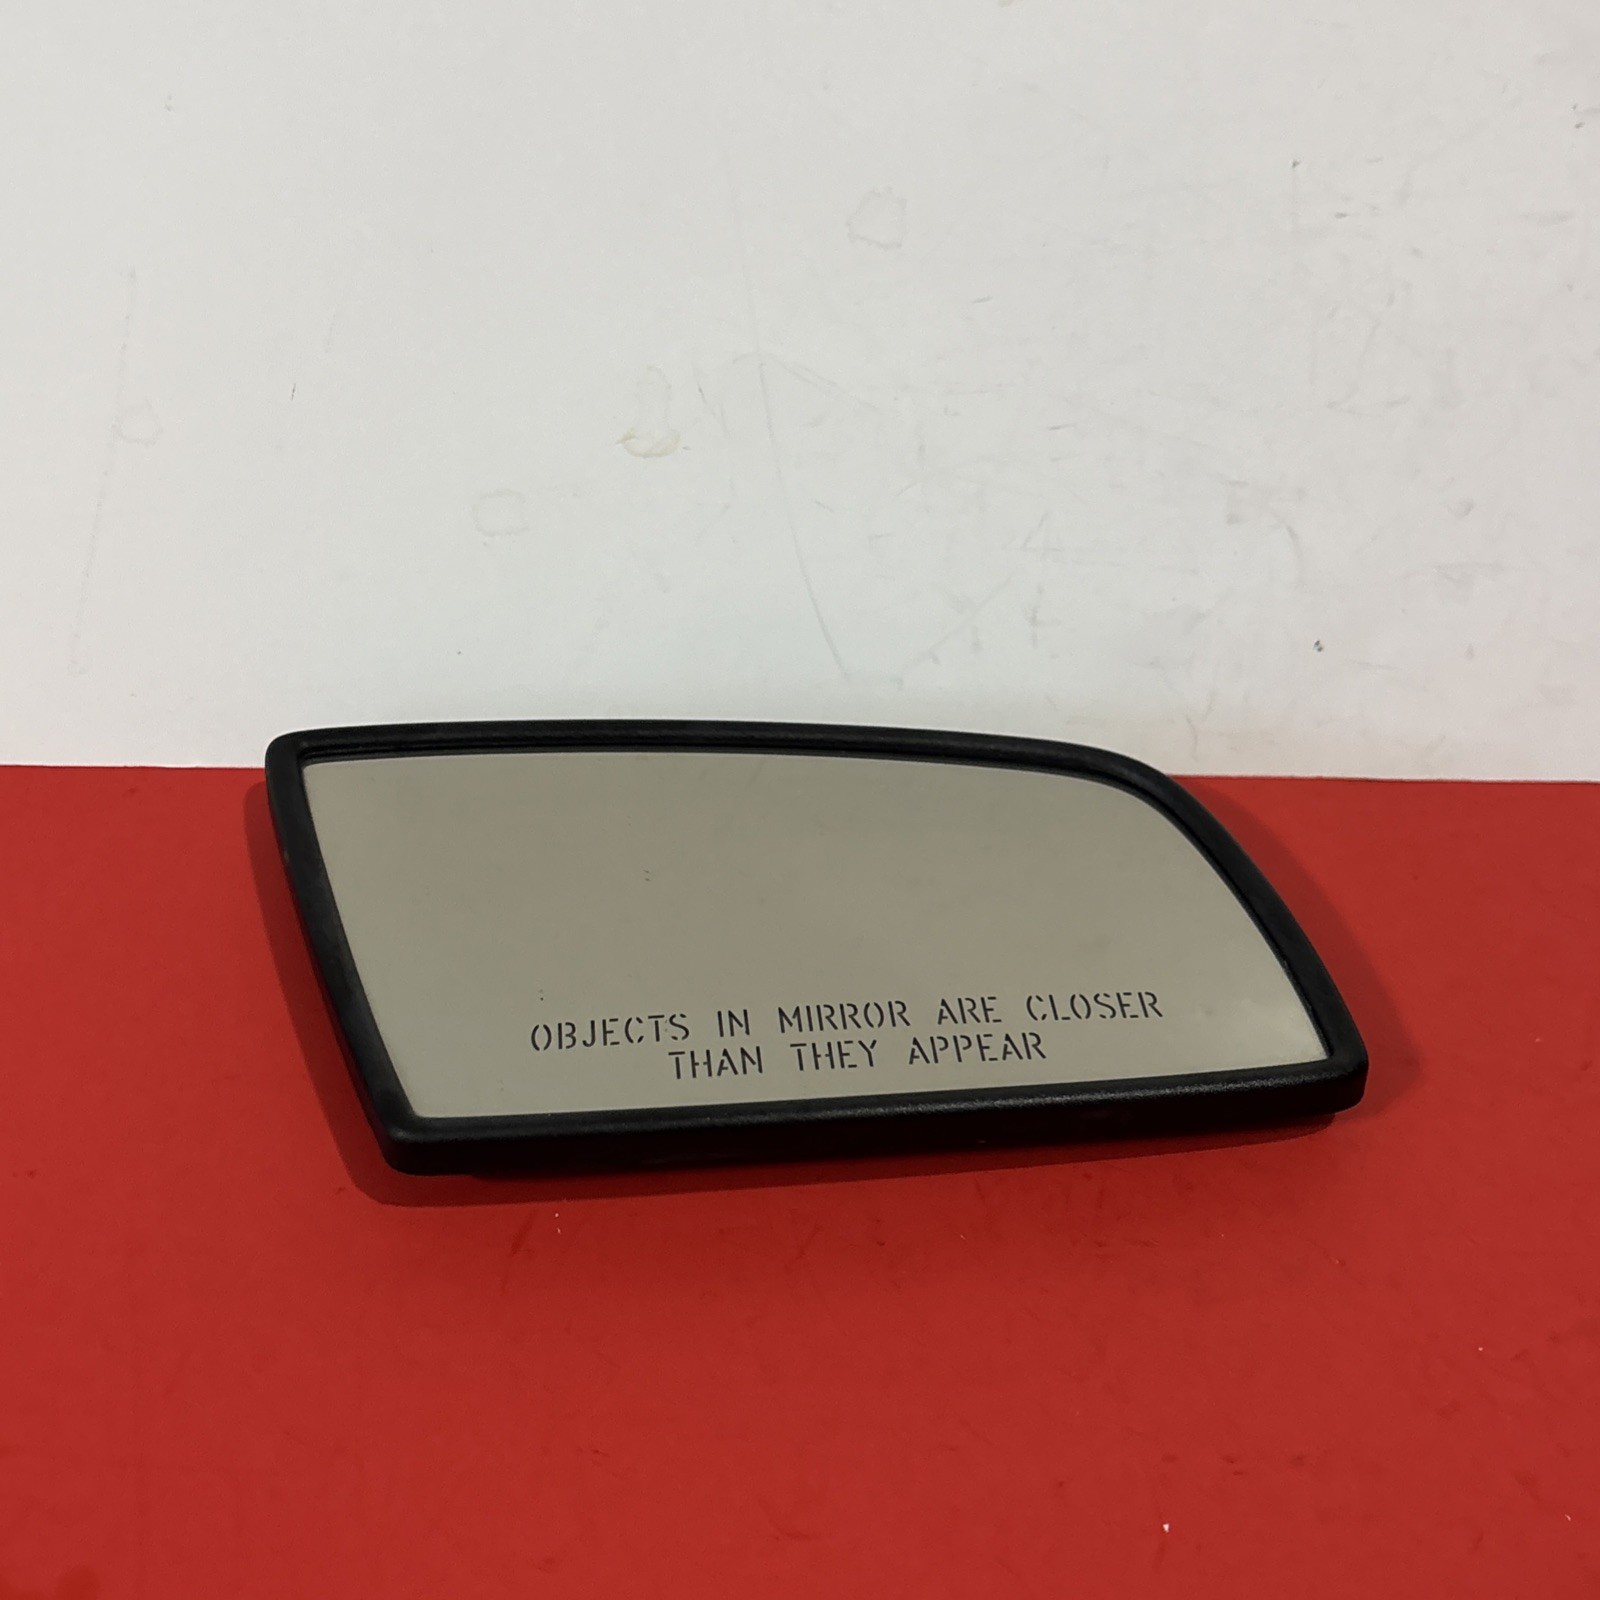 OBJECTS IN MIRROR ARE CLOSER
THAN THEY APPEAR